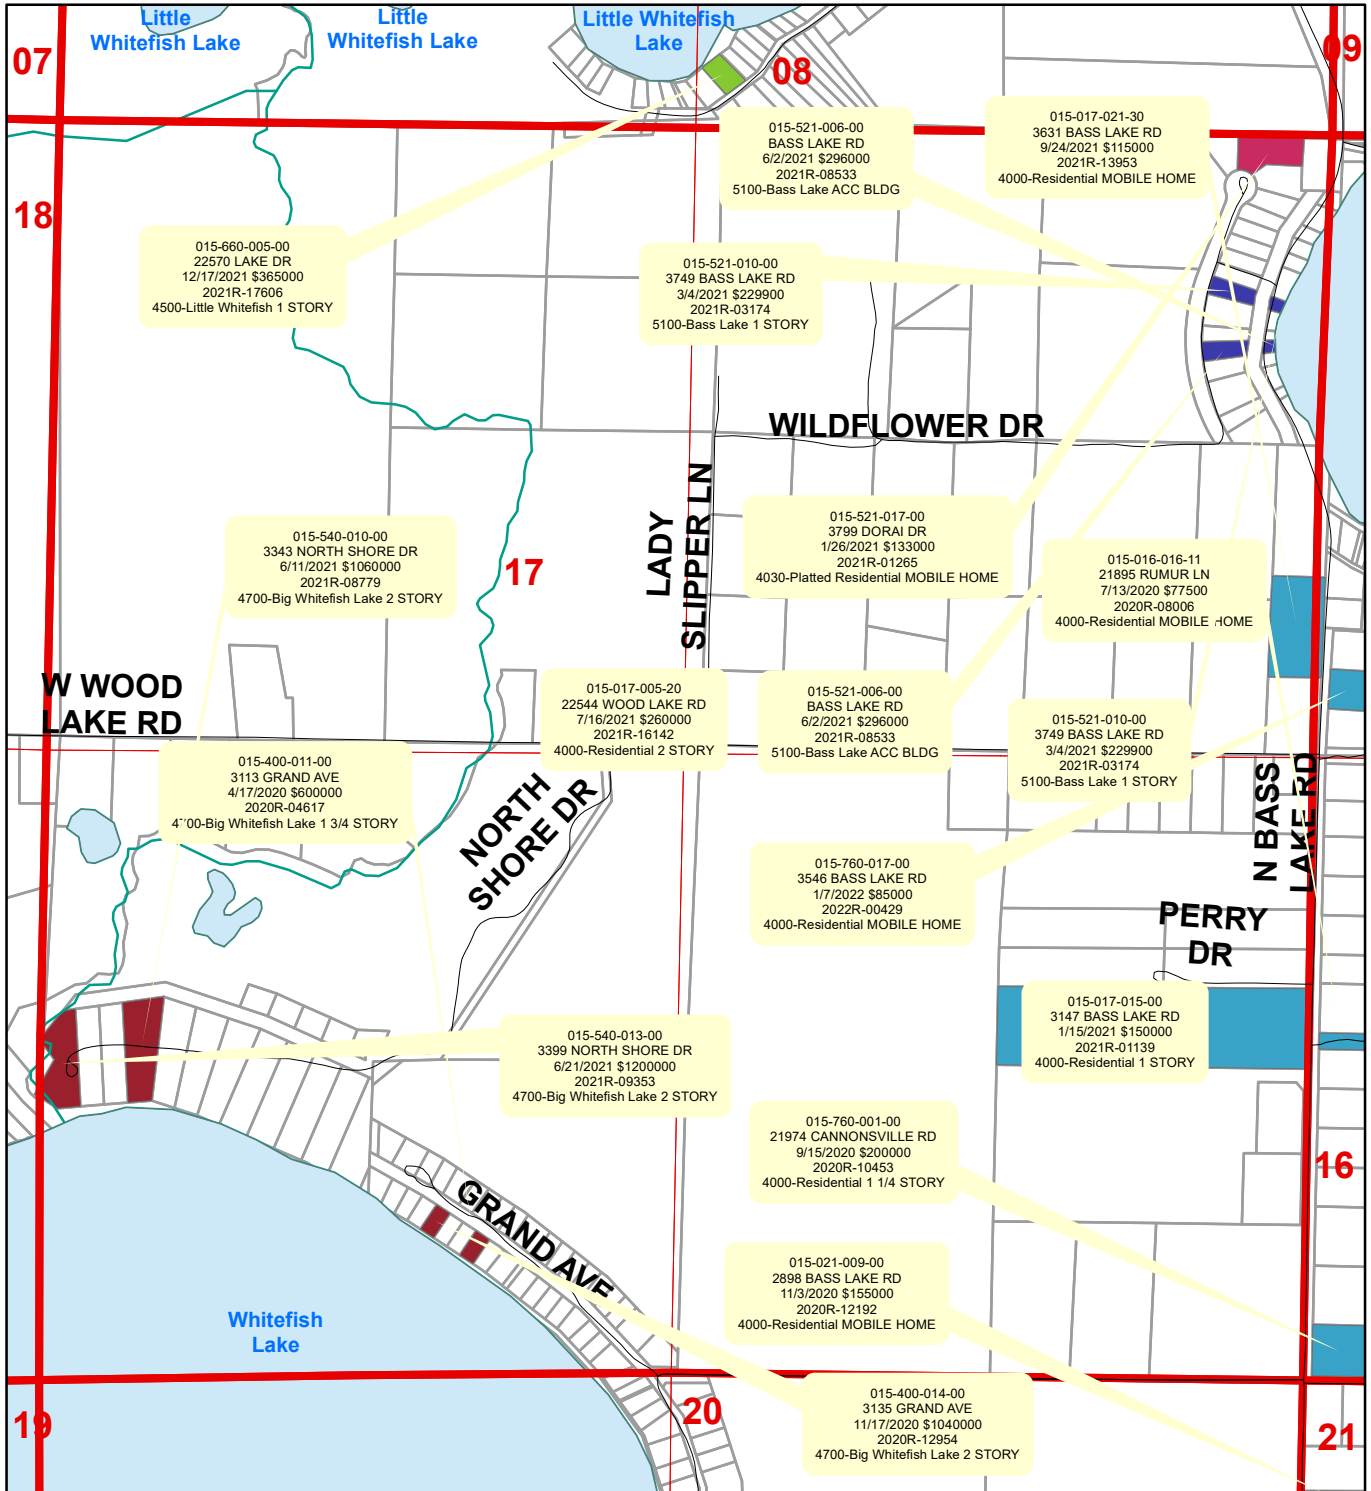 Little
Whitefish Lake
Little
Whitefish Lake
Little Whitefish
Lake
07
08
09
015-521-006-00
BASS LAKE RD
6/2/2021 $296000
2021R-08533
5100-Bass Lake ACC BLDG
015-017-021-30
3631 BASS LAKE RD
9/24/2021 $115000
2021R-13953
4000-Residential MOBILE HOME
18
015-660-005-00
22570 LAKE DR
12/17/2021 $365000
2021R-17606
4500-Little Whitefish 1 STORY
015-521-010-00
3749 BASS LAKE RD
3/4/2021 $229900
2021R-03174
5100-Bass Lake 1 STORY
WILDFLOWER DR
LADY
SLIPPER LN
015-540-010-00
3343 NORTH SHORE DR
6/11/2021 $1060000
2021R-08779
4700-Big Whitefish Lake 2 STORY
17
015-521-017-00
3799 DORAI DR
1/26/2021 $133000
2021R-01265
4030-Platted Residential MOBILE HOME
015-016-016-11
21895 RUMUR LN
7/13/2020 $77500
2020R-08006
4000-Residential MOBILE HOME
W WOOD
LAKE RD
015-017-005-20
22544 WOOD LAKE RD
7/16/2021 $260000
2021R-16142
4000-Residential 2 STORY
015-521-006-00
BASS LAKE RD
6/2/2021 $296000
2021R-08533
5100-Bass Lake ACC BLDG
015-521-010-00
3749 BASS LAKE RD
3/4/2021 $229900
2021R-03174
5100-Bass Lake 1 STORY
015-400-011-00
3113 GRAND AVE
4/17/2020 $600000
2020R-04617
4700-Big Whitefish Lake 1 3/4 STORY
NORTH
SHORE DR
N BASS
LAKE RD
015-760-017-00
3546 BASS LAKE RD
1/7/2022 $85000
2022R-00429
4000-Residential MOBILE HOME
PERRY
DR
015-540-013-00
3399 NORTH SHORE DR
6/21/2021 $1200000
2021R-09353
4700-Big Whitefish Lake 2 STORY
015-017-015-00
3147 BASS LAKE RD
1/15/2021 $150000
2021R-01139
4000-Residential 1 STORY
015-760-001-00
21974 CANNONSVILLE RD
9/15/2020 $200000
2020R-10453
4000-Residential 1 1/4 STORY
16
GRAND AVE
015-021-009-00
2898 BASS LAKE RD
11/3/2020 $155000
2020R-12192
4000-Residential MOBILE HOME
Whitefish
Lake
015-400-014-00
3135 GRAND AVE
11/17/2020 $1040000
2020R-12954
4700-Big Whitefish Lake 2 STORY
19
20
21